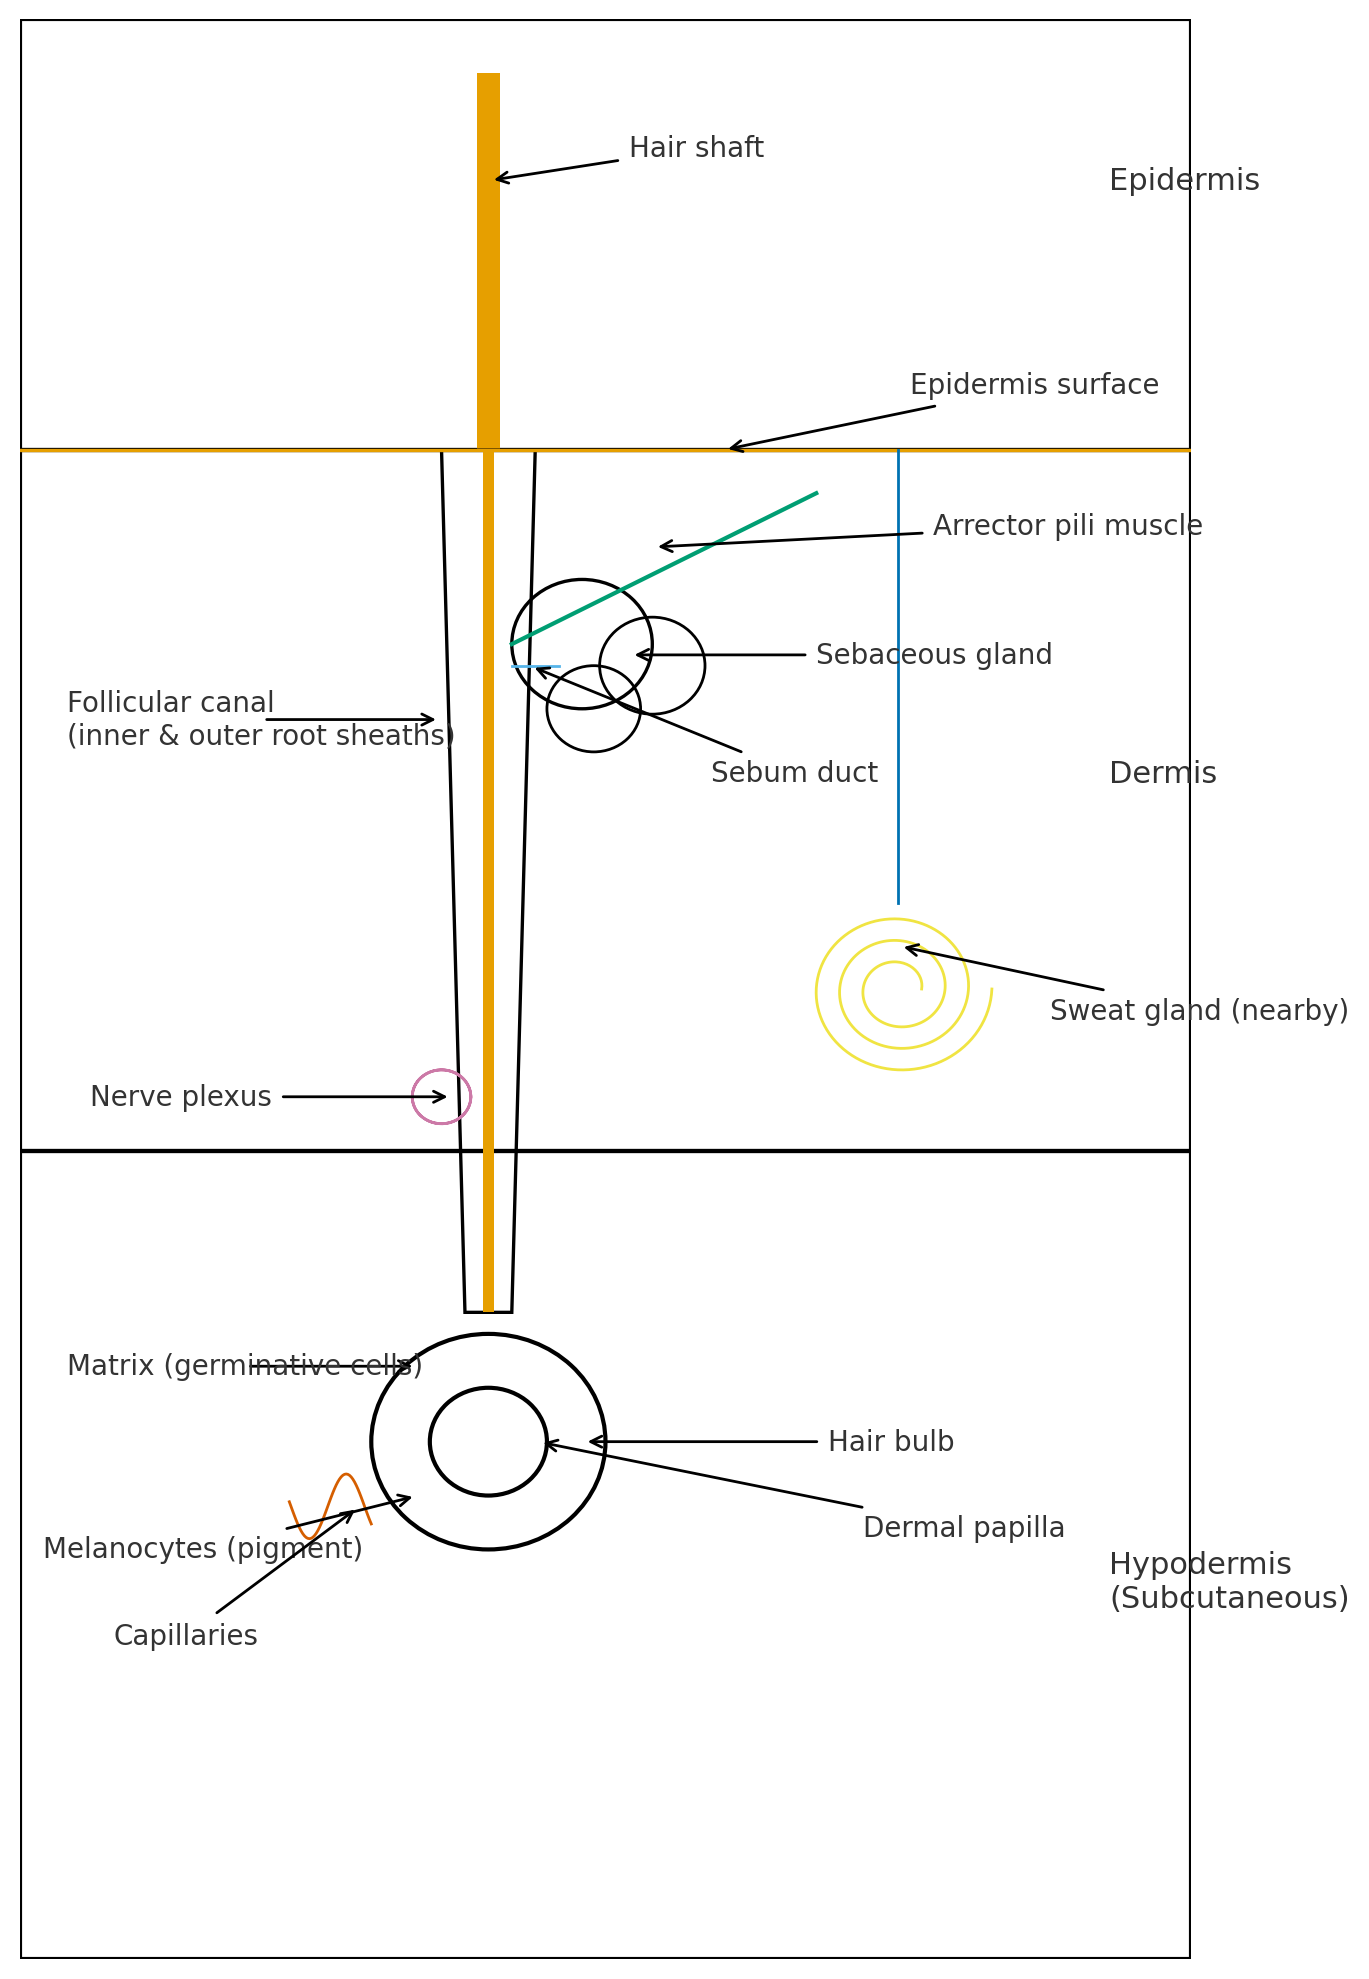 Hair shaft
Epidermis
Epidermis surface
Arrector pili muscle
Sebaceous gland
Follicular canal
(inner & outer root sheaths)
Sebum duct
Dermis
Sweat gland (nearby)
Nerve plexus
Matrix (germinative cells)
Hair bulb
Dermal papilla
Melanocytes (pigment)
Hypodermis
(Subcutaneous)
Capillaries